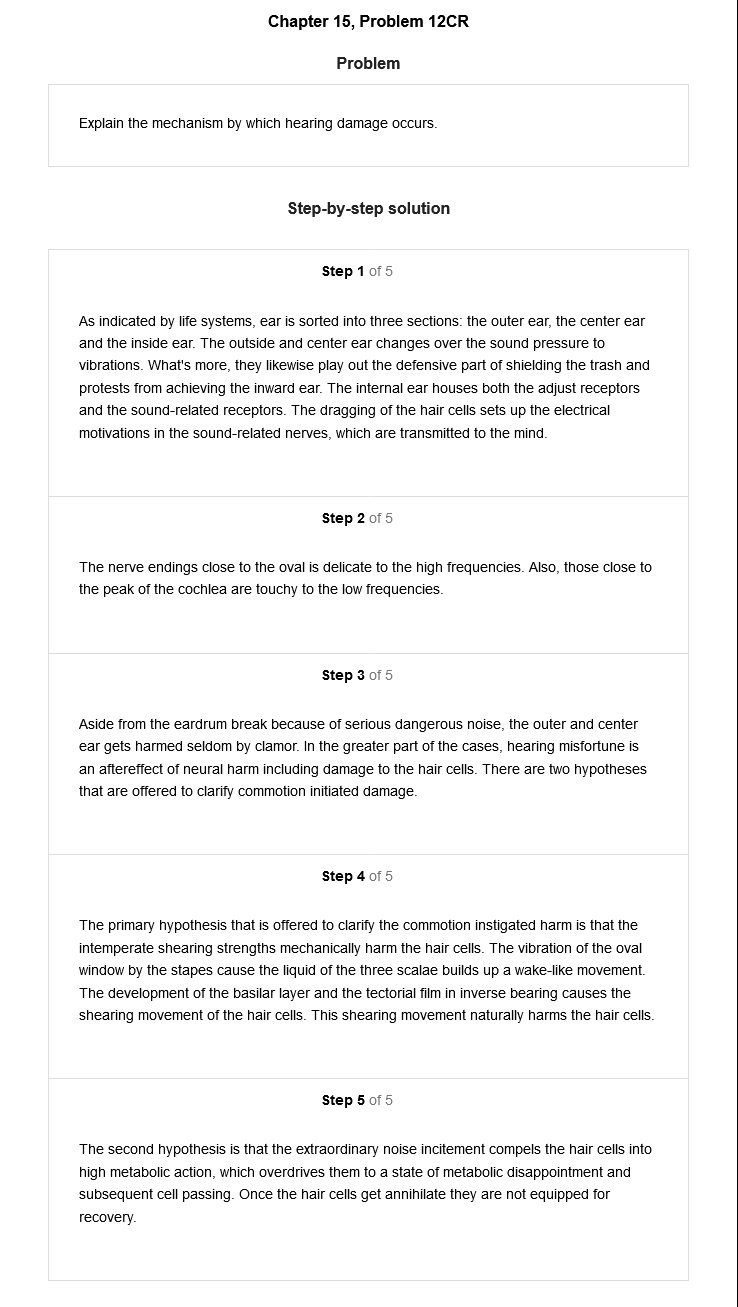 Chapter 15, Problem 12CR
Problem
Explain the mechanism by which hearing damage occurs.
Step-by-step solution
Step 1 of 5
As indicated by life systems, ear is sorted into three sections: the outer ear, the center ear
and the inside ear. The outside and center ear changes over the sound pressure to
vibrations. What's more, they likewise play out the defensive part of shielding the trash and
protests from achieving the inward ear. The internal ear houses both the adjust receptors
and the sound-related receptors. The dragging of the hair cells sets up the electrical
motivations in the sound-related nerves, which are transmitted to the mind.
Step 2 of 5
The nerve endings close to the oval is delicate to the high frequencies. Also, those close to
the peak of the cochlea are touchy to the low frequencies.
Step 3 of 5
Aside from the eardrum break because of serious dangerous noise, the outer and center
ear gets harmed seldom by clamor. In the greater part of the cases, hearing misfortune is
an aftereffect of neural harm including damage to the hair cells. There are two hypotheses
that are offered to clarify commotion initiated damage.
Step 4 of 5
The primary hypothesis that is offered to clarify the commotion instigated harm is that the
intemperate shearing strengths mechanically harm the hair cells. The vibration of the oval
window by the stapes cause the liquid of the three scalae builds up a wake-like movement.
The development of the basilar layer and the tectorial film in inverse bearing causes the
shearing movement of the hair cells. This shearing movement naturally harms the hair cells.
Step 5 of 5
The second hypothesis is that the extraordinary noise incitement compels the hair cells into
high metabolic action, which overdrives them to a state of metabolic disappointment and
subsequent cell passing. Once the hair cells get annihilate they are not equipped for
recovery.